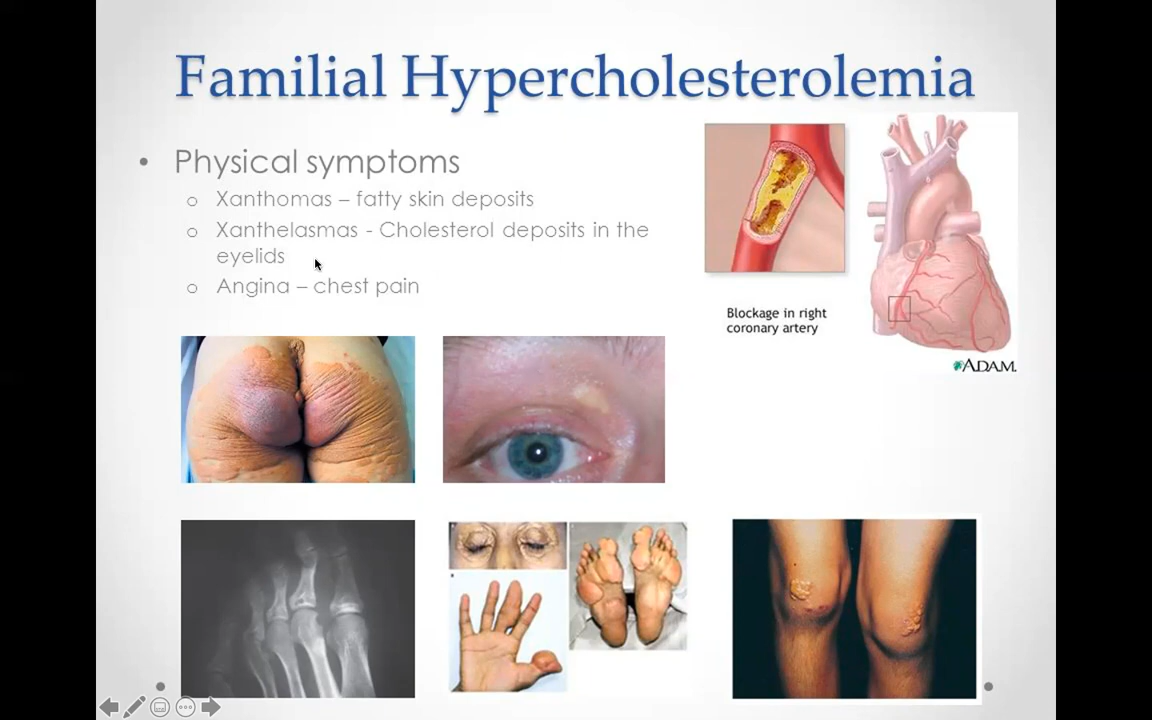 Familial Hypercholesterolemia
• Physical symptoms
o Xanthomas – fatty skin deposits
o Xanthelasmas - Cholesterol deposits in the
eyelids
o Angina – chest pain
Blockage in right
coronary artery
ADAM.